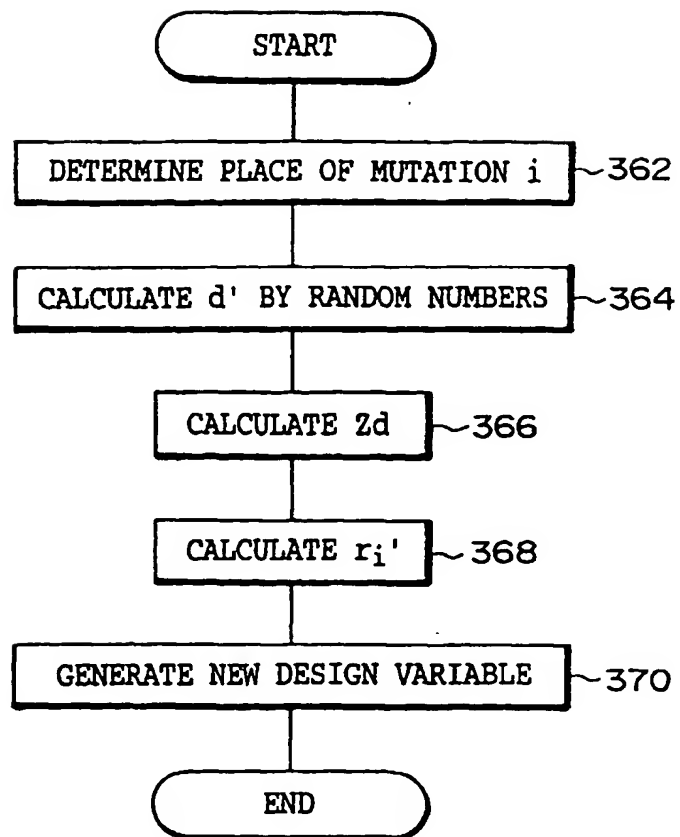 START
DETERMINE PLACE OF MUTATION i ~362
CALCULATE d' BY RANDOM NUMBERS ~364
CALCULATE Zd ~366
CALCULATE ri' ~368
GENERATE NEW DESIGN VARIABLE ~370
END